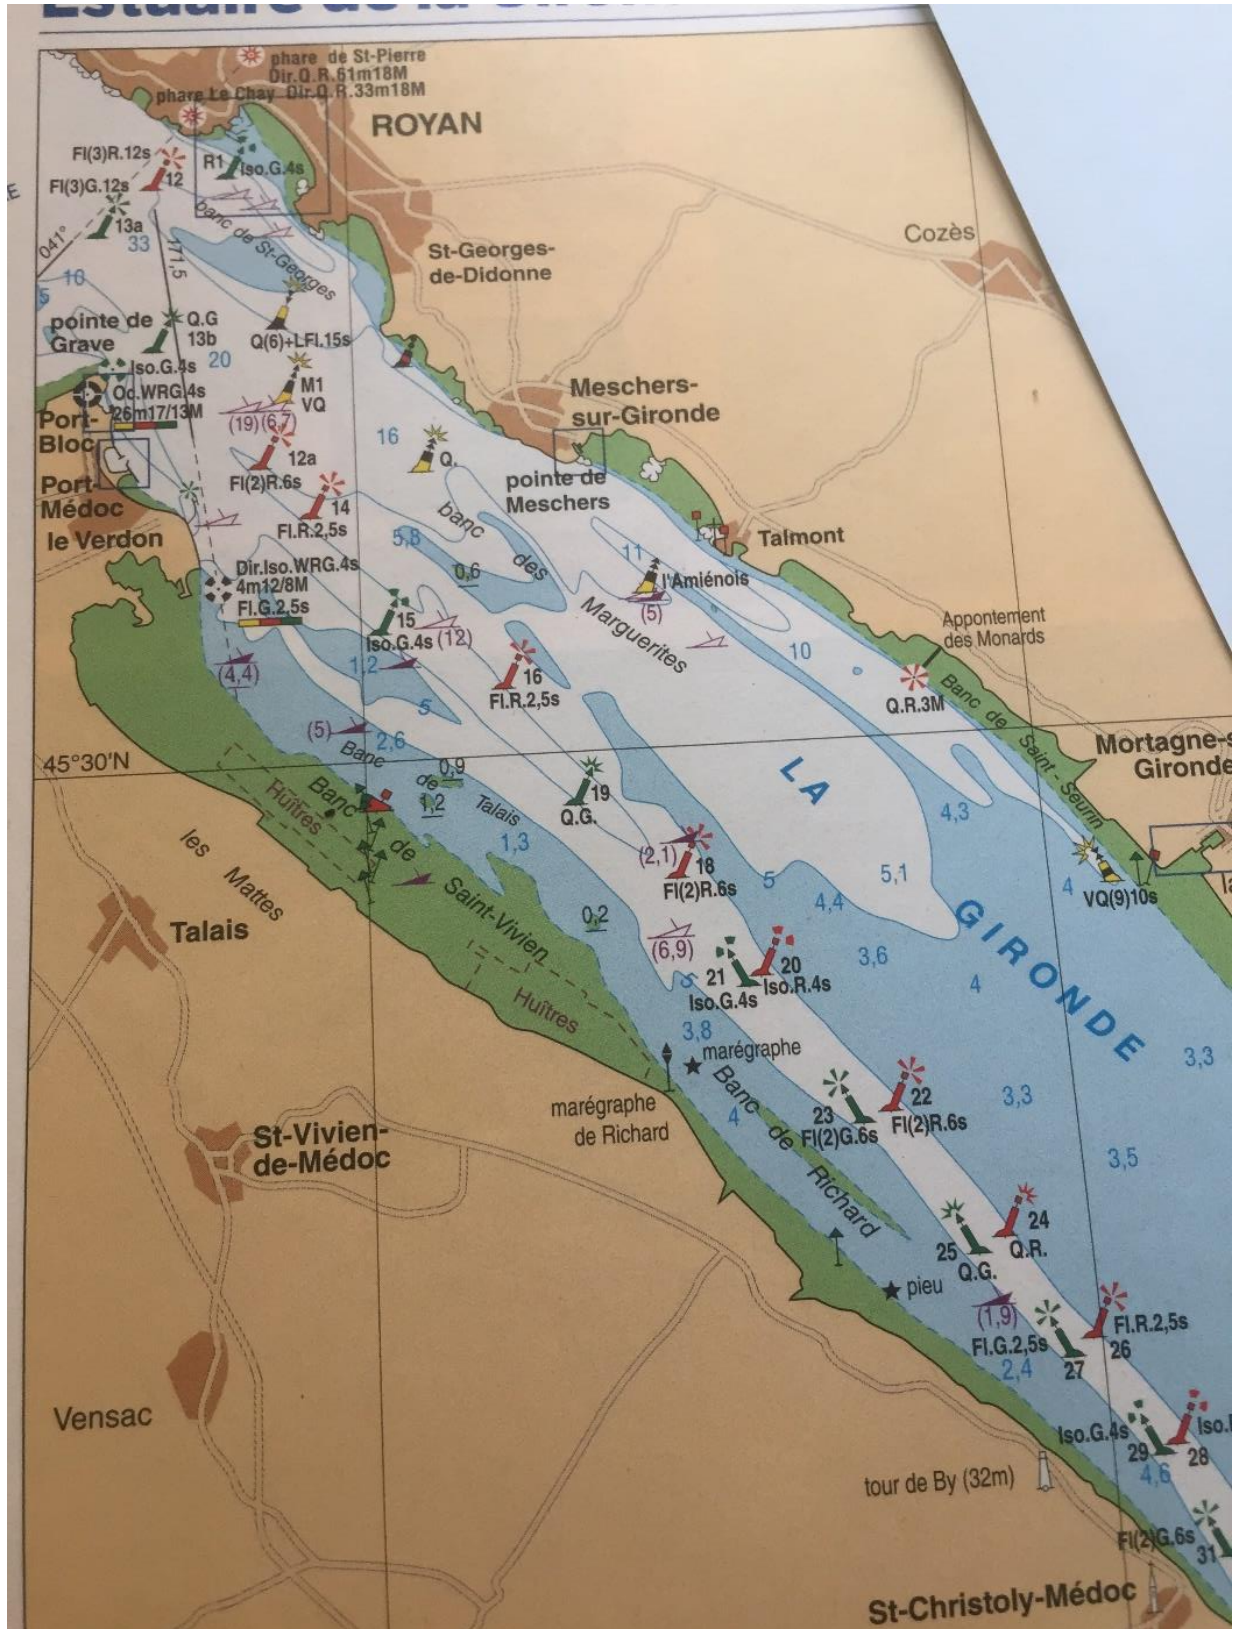 Estuaire de la Giron
phare de St-Pierre
Dir.Q.R.61m18M
phare Le Chay Dir.Q.R.33m18M
ROYAN
Fl(3)R.12s
12
R1
Iso.G.4s
Fl(3)G.12s
13a
041°
33
171,5
banc de St-Georges
St-Georges-
de-Didonne
Cozès
10
5
pointe de
Grave
Q.G
13b
Q(6)+LFl.15s
20
Iso.G.4s
Oc.WRG.4s
26m17/13M
M1
VQ
(19)
(6,7)
Port-
Bloc
Meschers-
sur-Gironde
16
Q.
12a
Fl(2)R.6s
pointe de
Meschers
Port-
Médoc
14
Fl.R.2,5s
le Verdon
5,8
banc des Marguerites
0,6
11
Talmont
l'Amiénois
(5)
Dir.Iso.WRG.4s
4m12/8M
Fl.G.2,5s
15
Iso.G.4s
(12)
10
Appontement
des Monards
(4,4)
1,2
16
Fl.R.2,5s
Q.R.3M
5
Banc de Saint-Seurin
(5)
2,6
45°30'N
Banc de Talais
0,9
1,2
19
Q.G.
LA GIRONDE
Mortagne-s
Gironde
Huîtres
Banc de Saint-Vivien
1,3
4,3
les Mattes
(2,1)
18
Fl(2)R.6s
5
4,4
5,1
4
VQ(9)10s
Talais
0,2
(6,9)
3,6
4
21
Iso.G.4s
20
Iso.R.4s
5
Huîtres
3,8
marégraphe
3,3
marégraphe
de Richard
Banc de Richard
4
23
Fl(2)G.6s
22
Fl(2)R.6s
3,3
St-Vivien-
de-Médoc
3,5
24
Q.R.
25
Q.G.
pieu
(1,9)
Fl.G.2,5s
27
Fl.R.2,5s
26
2,4
Vensac
Iso.G.4s
29
28
4,6
tour de By (32m)
Fl(2)G.6s
31
St-Christoly-Médoc